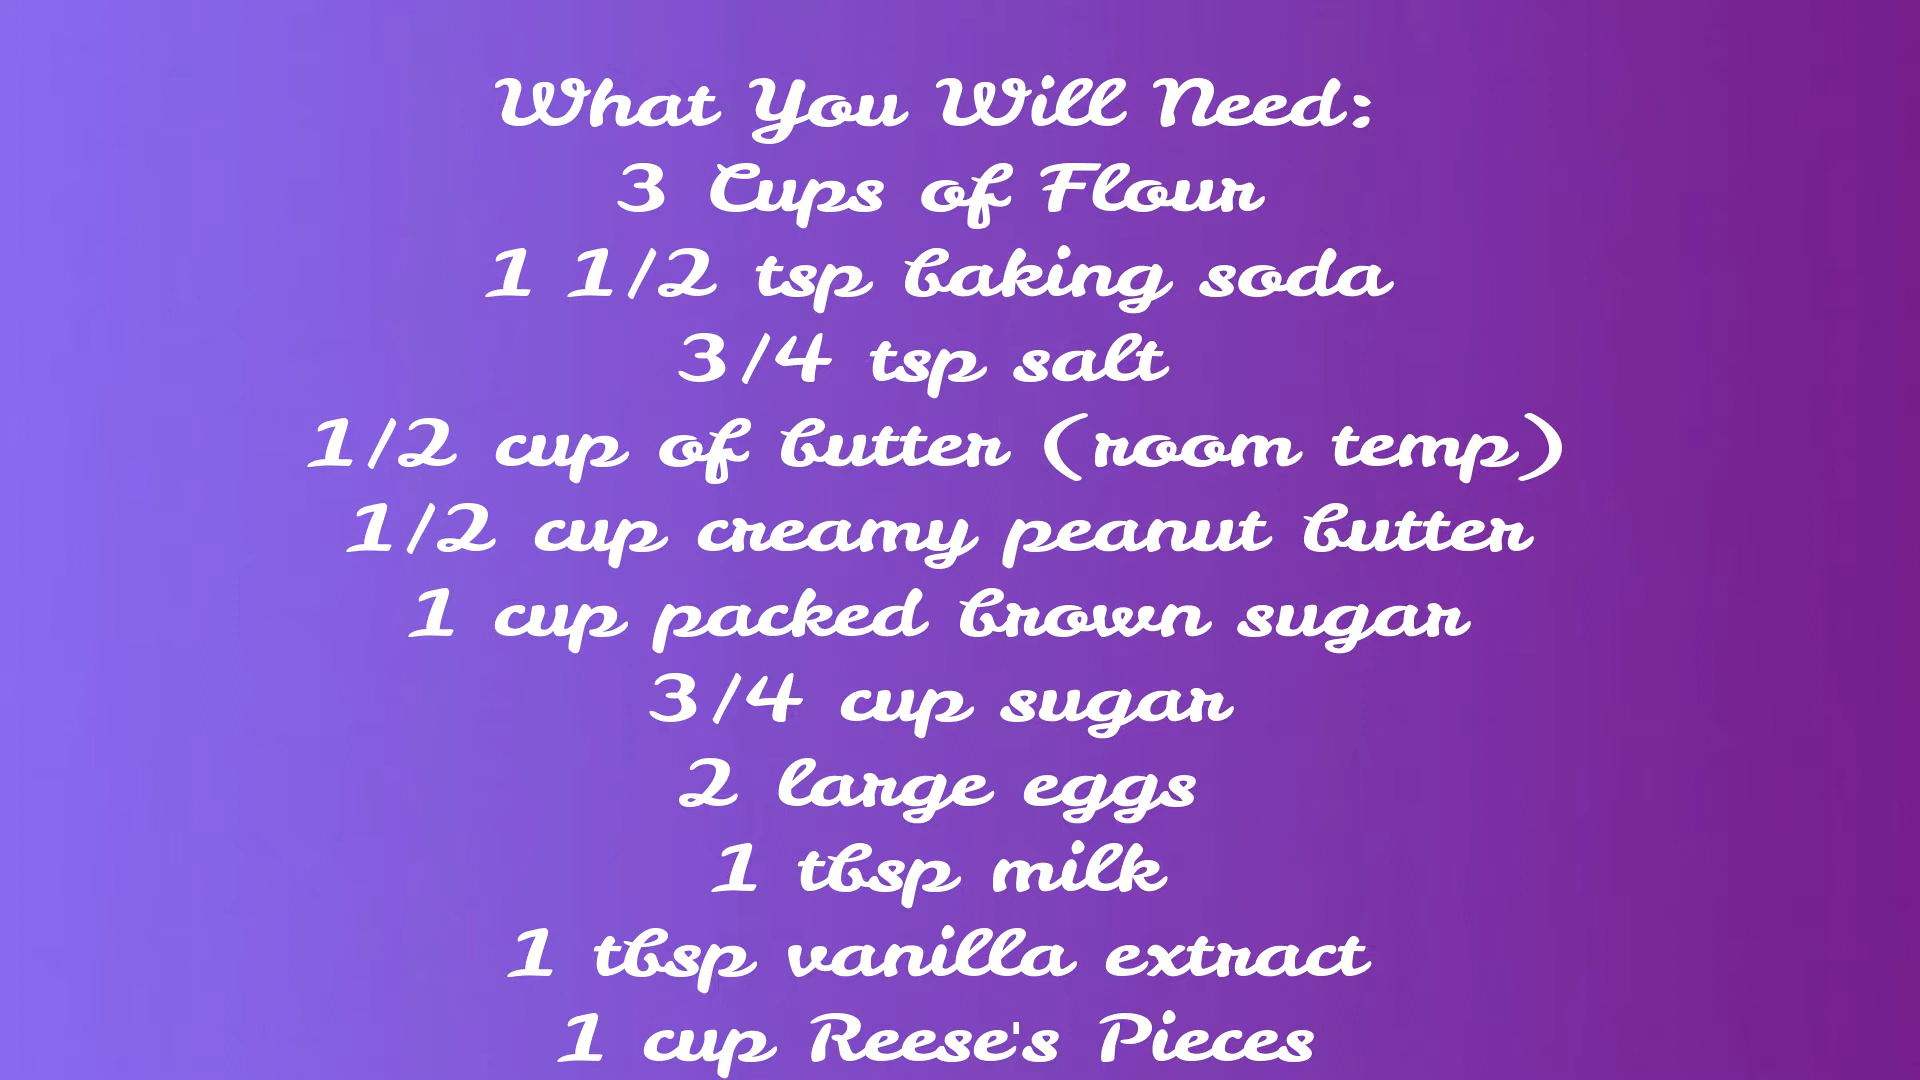 What You Will Need:
3 Cups of Flour
1 1/2 tsp baking soda
3/4 tsp salt
1/2 cup of butter (room temp)
1/2 cup creamy peanut butter
1 cup packed brown sugar
3/4 cup sugar
2 large eggs
1 tbsp milk
1 tbsp vanilla extract
1 cup Reese's Pieces